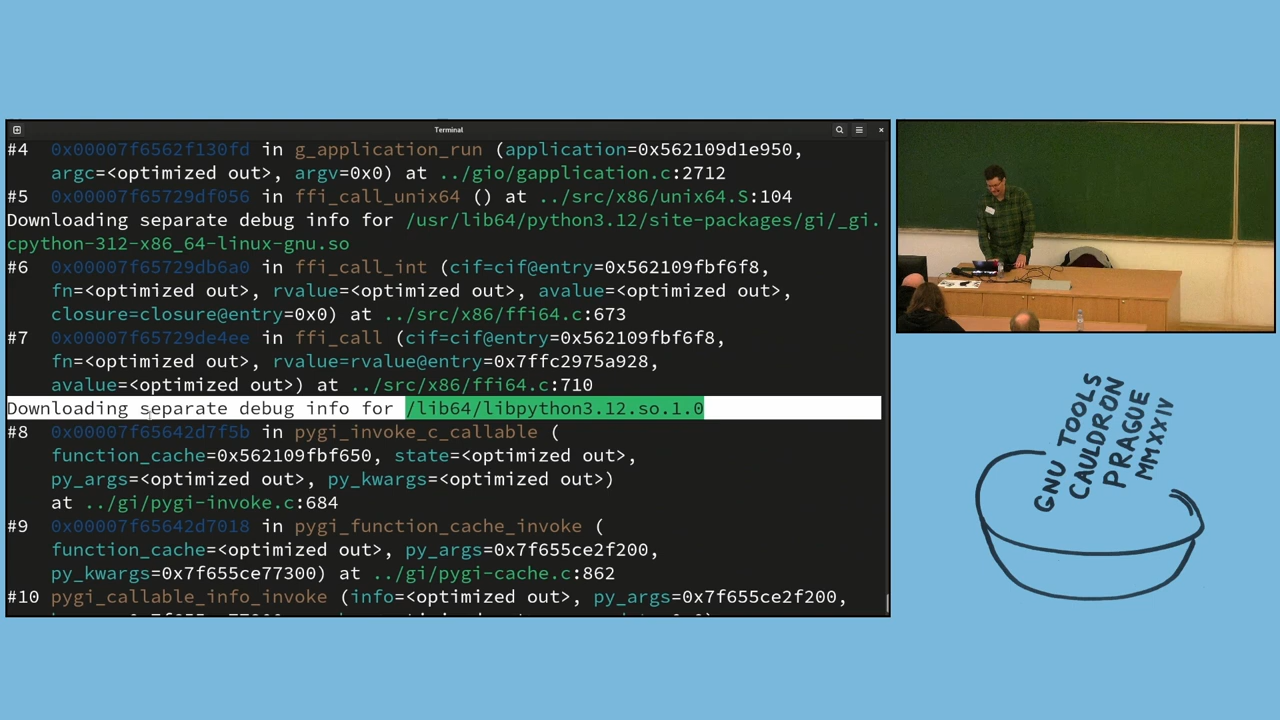 Terminal
#4 0x00007f6562f130fd in g_application_run (application=0x562109d1e950,
argc=<optimized out>, argv=0x0) at ../gio/gapplication.c:2712
#5 0x00007f65729df056 in ffi_call_unix64 () at ../src/x86/unix64.S:104
Downloading separate debug info for /usr/lib64/python3.12/site-packages/gi/_gi.
cpython-312-x86_64-linux-gnu.so
#6 0x00007f65729db6a0 in ffi_call_int (cif=cif@entry=0x562109fbf6f8,
fn=<optimized out>, rvalue=<optimized out>, avalue=<optimized out>,
closure=closure@entry=0x0) at ../src/x86/ffi64.c:673
#7 0x00007f65729de4ee in ffi_call (cif=cif@entry=0x562109fbf6f8,
fn=<optimized out>, rvalue=rvalue@entry=0x7ffc2975a928,
avalue=<optimized out>) at ../src/x86/ffi64.c:710
Downloading separate debug info for /lib64/libpython3.12.so.1.0
#8 0x00007f65642d7f5b in pygi_invoke_c_callable (
function_cache=0x562109fbf650, state=<optimized out>,
py_args=<optimized out>, py_kwargs=<optimized out>)
at ../gi/pygi-invoke.c:684
#9 0x00007f65642d7018 in pygi_function_cache_invoke (
function_cache=<optimized out>, py_args=0x7f655ce2f200,
py_kwargs=0x7f655ce77300) at ../gi/pygi-cache.c:862
#10 pygi_callable_info_invoke (info=<optimized out>, py_args=0x7f655ce2f200,
GNU TOOLS
CAULDRON
PRAGUE
MMXXIV